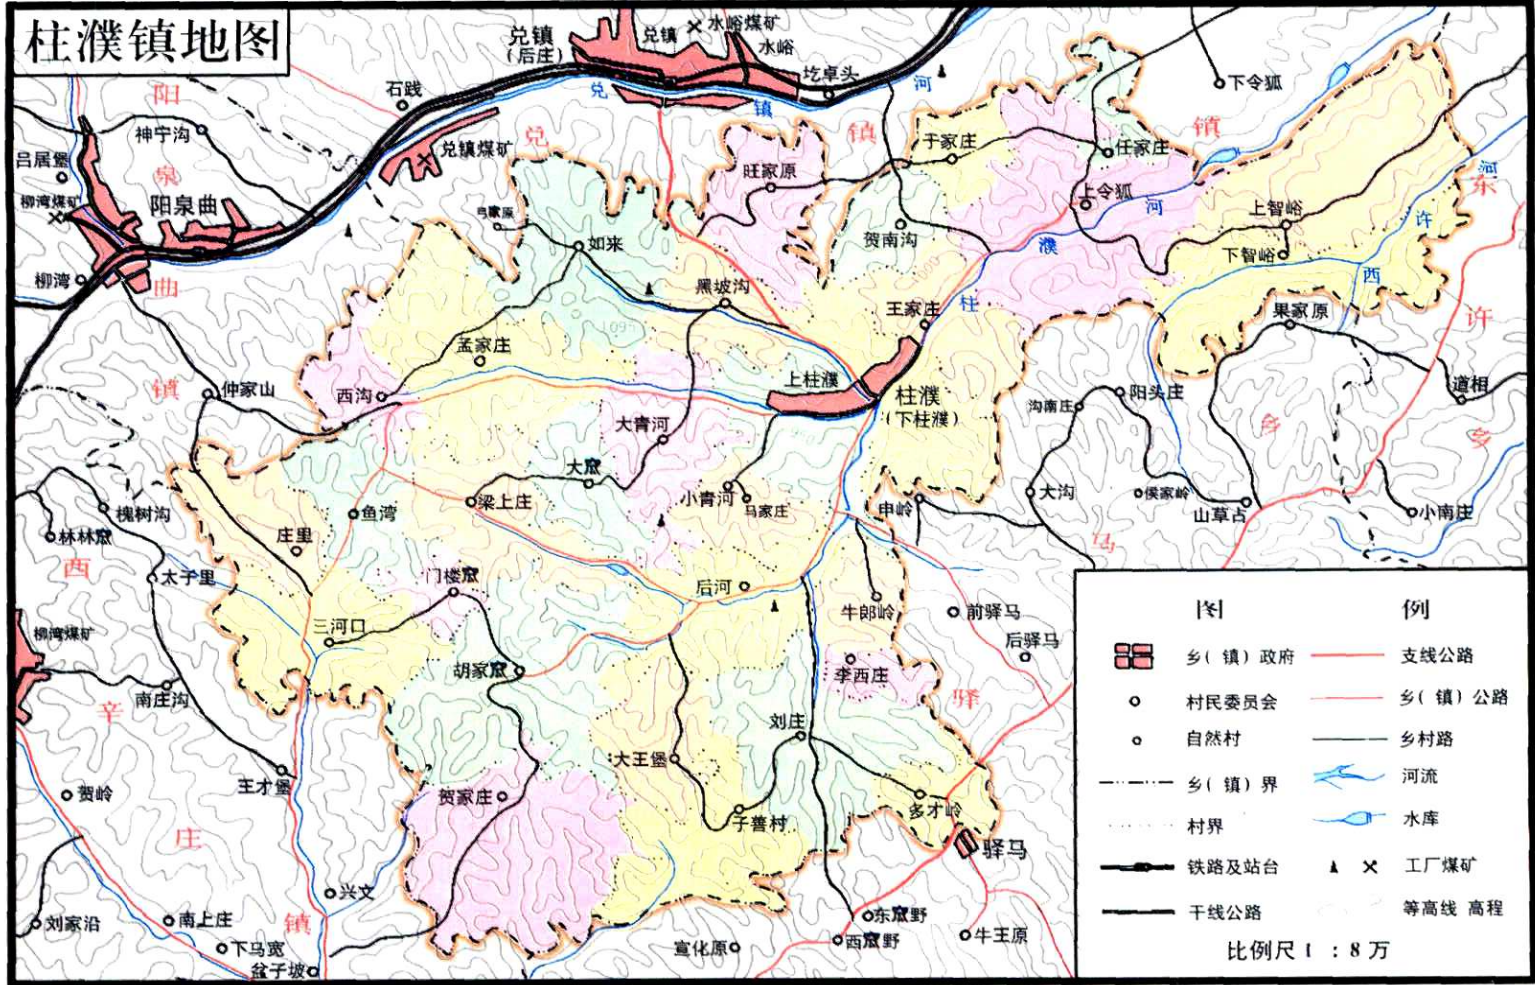 柱濮镇地图
兑镇
(后庄)
兑镇
水峪煤矿
水峪
圪卓头
石践
兑
镇
河
下令狐
阳
泉
曲
镇
神宁沟
吕居堡
柳湾煤矿
阳泉曲
柳湾
兑镇煤矿
兑
镇
镇
旺家原
于家庄
任家庄
上令狐
贺南沟
濮
河
柱
上智峪
下智峪
许
河
西
东
许
乡
弓家原
如来
黑坡沟
王家庄
果家原
孟家庄
1000
1095
上柱濮
柱濮
(下柱濮)
西沟
仲家山
阳头庄
沟南庄
道相
乡
大青河
大窊
小青河
马家庄
梁上庄
申岭
大沟
侯家岭
山草占
小南庄
槐树沟
林林窊
鱼湾
庄里
西
太子里
马
门楼窊
后河
牛郎岭
前驿马
后驿马
三河口
柳湾煤矿
胡家窊
李西庄
驿
南庄沟
辛
刘庄
大王堡
王才堡
贺岭
贺家庄
子善村
多才岭
驿马
庄
兴文
镇
刘家沿
南上庄
下马宽
盆子坡
宣化原
东窊野
西窊野
牛王原
图 例
乡(镇)政府 支线公路
村民委员会 乡(镇)公路
自然村 乡村路
乡(镇)界 河流
村界 水库
铁路及站台 工厂煤矿
干线公路 等高线 高程
比例尺 1 : 8 万